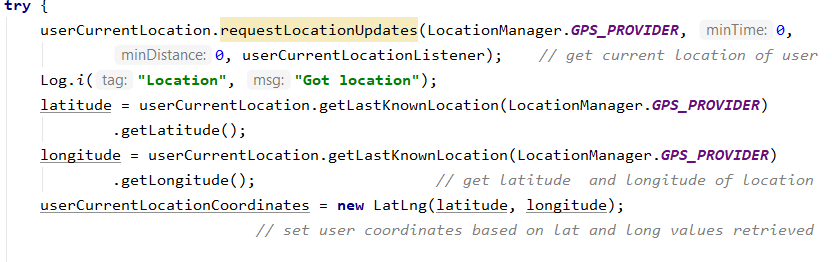 try {
userCurrentLocation.requestLocationUpdates(LocationManager.GPS_PROVIDER, minTime: 0,
minDistance: 0, userCurrentLocationListener); // get current location of user
Log.i( tag: "Location", msg: "Got location");
latitude = userCurrentLocation.getLastKnownLocation(LocationManager.GPS_PROVIDER)
.getLatitude();
longitude = userCurrentLocation.getLastKnownLocation(LocationManager.GPS_PROVIDER)
.getLongitude(); // get latitude and longitude of location
userCurrentLocationCoordinates = new LatLng(latitude, longitude);
// set user coordinates based on lat and long values retrieved